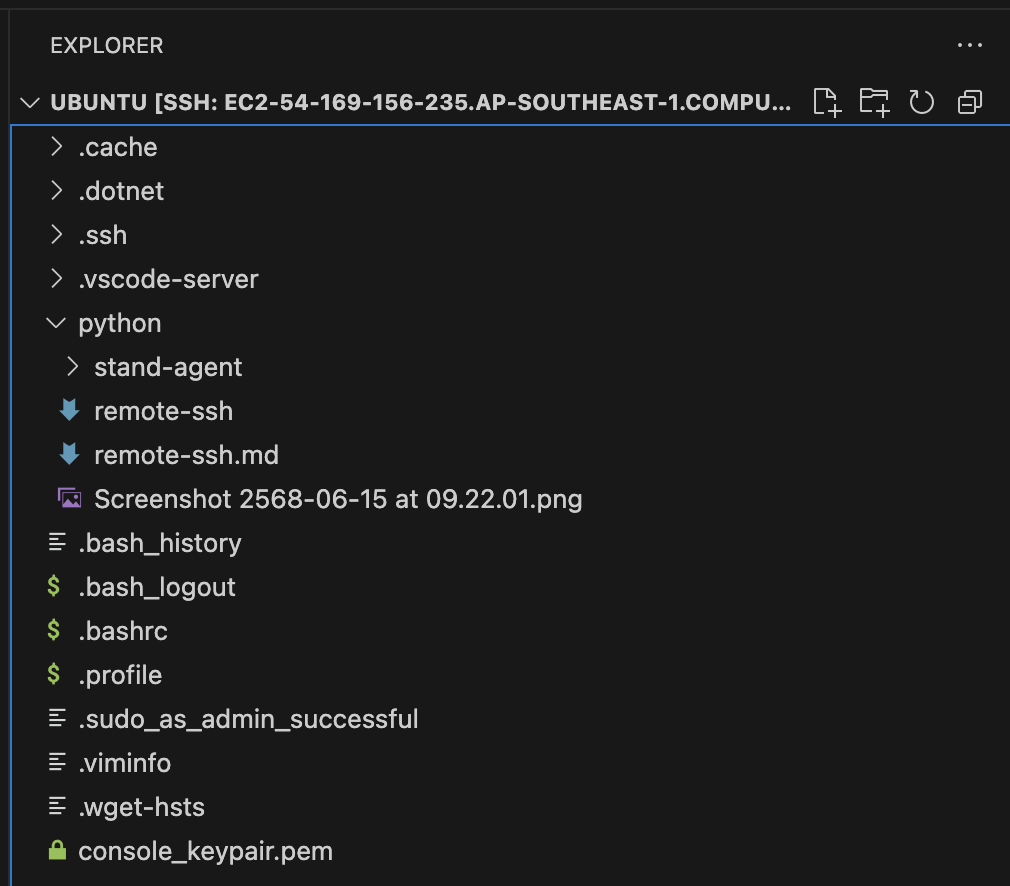 EXPLORER
UBUNTU [SSH: EC2-54-169-156-235.AP-SOUTHEAST-1.COMPU...
.cache
.dotnet
.ssh
.vscode-server
python
stand-agent
remote-ssh
remote-ssh.md
Screenshot 2568-06-15 at 09.22.01.png
.bash_history
$ .bash_logout
$ .bashrc
$ .profile
.sudo_as_admin_successful
.viminfo
.wget-hsts
console_keypair.pem